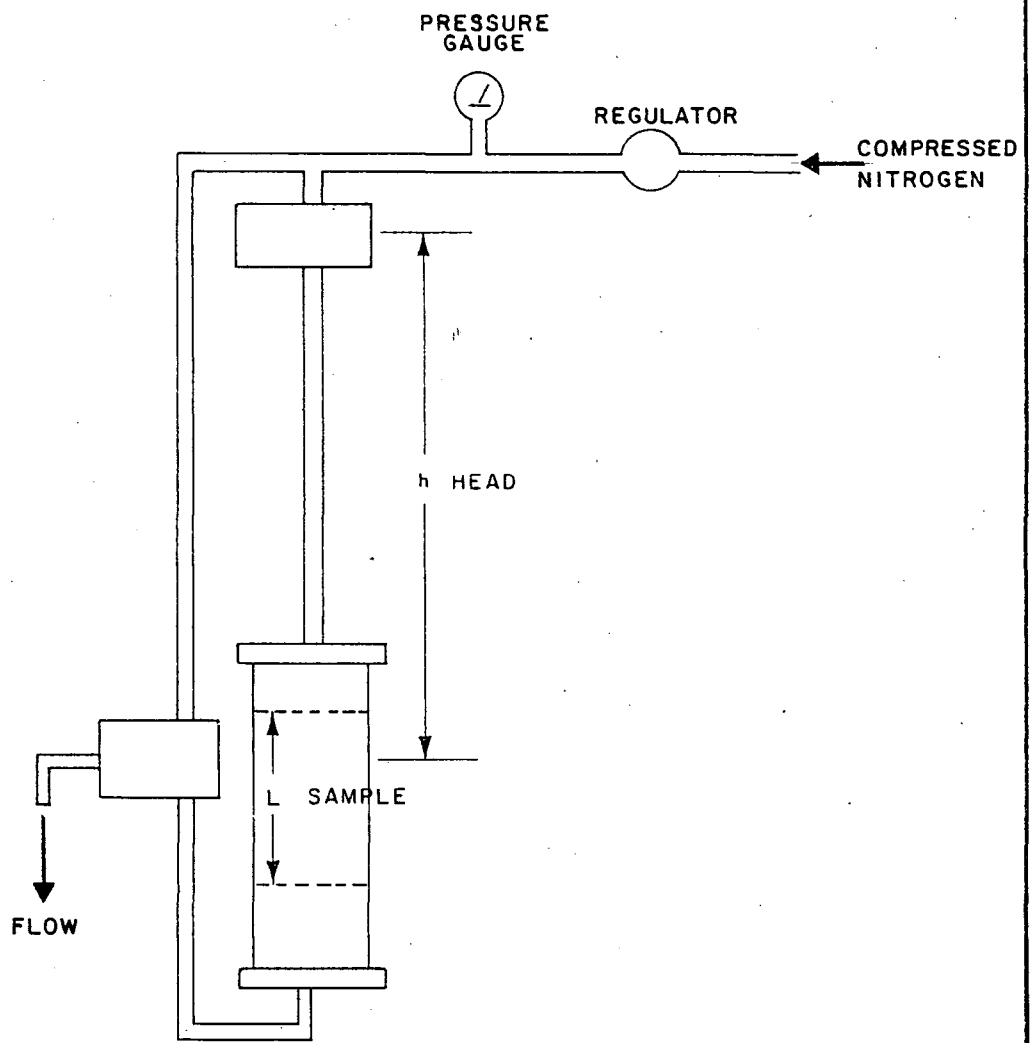 PRESSURE
GAUGE
REGULATOR
COMPRESSED
NITROGEN
h HEAD
L SAMPLE
FLOW